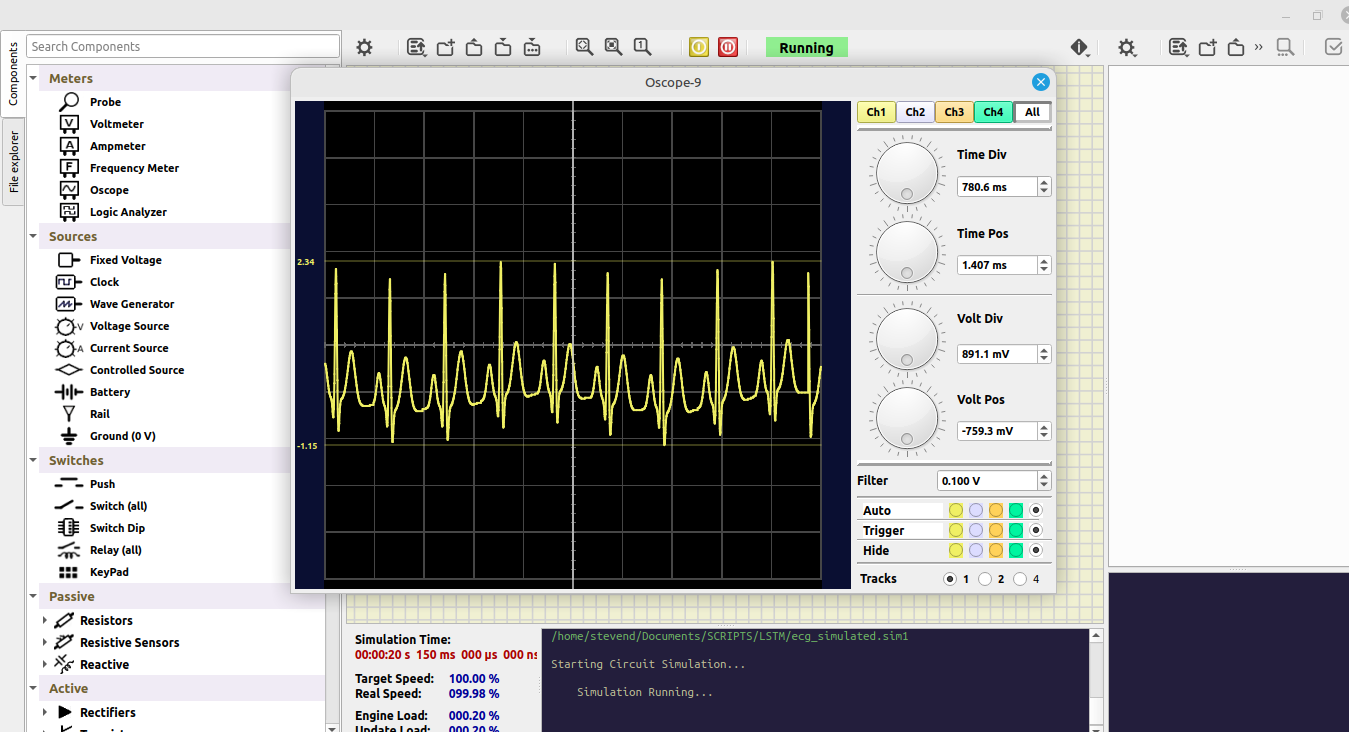 Components
File explorer
Search Components
Meters
Probe
Voltmeter
Ampmeter
Frequency Meter
Oscope
Logic Analyzer
Sources
Fixed Voltage
Clock
Wave Generator
Voltage Source
Current Source
Controlled Source
Battery
Rail
Ground (0 V)
Switches
Push
Switch (all)
Switch Dip
Relay (all)
KeyPad
Passive
Resistors
Resistive Sensors
Reactive
Active
Rectifiers
Running
Oscope-9
2.34
-1.15
Ch1 Ch2 Ch3 Ch4 All
Time Div
780.6 ms
Time Pos
1.407 ms
Volt Div
891.1 mV
Volt Pos
-759.3 mV
Filter 0.100 V
Auto
Trigger
Hide
Tracks 1 2 4
Simulation Time:
00:00:20 s 150 ms 000 µs 000 ns
Target Speed: 100.00 %
Real Speed: 099.98 %
Engine Load: 000.20 %
Update Load: 000.20 %
/home/stevend/Documents/SCRIPTS/LSTM/ecg_simulated.sim1
Starting Circuit Simulation...
Simulation Running...